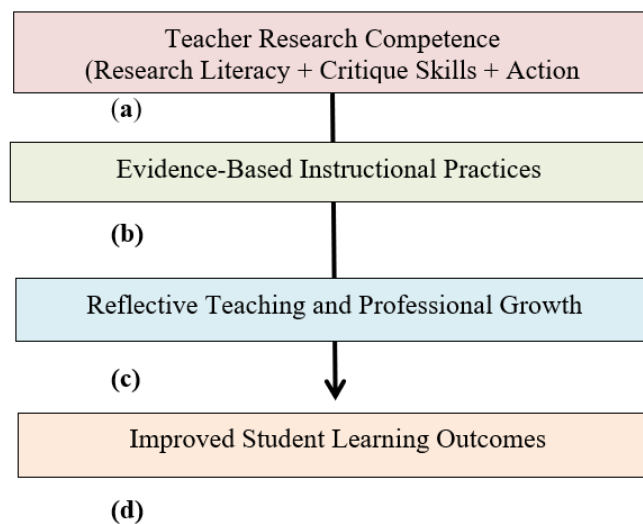 Teacher Research Competence
(Research Literacy + Critique Skills + Action
(a)
Evidence-Based Instructional Practices
(b)
Reflective Teaching and Professional Growth
(c)
Improved Student Learning Outcomes
(d)